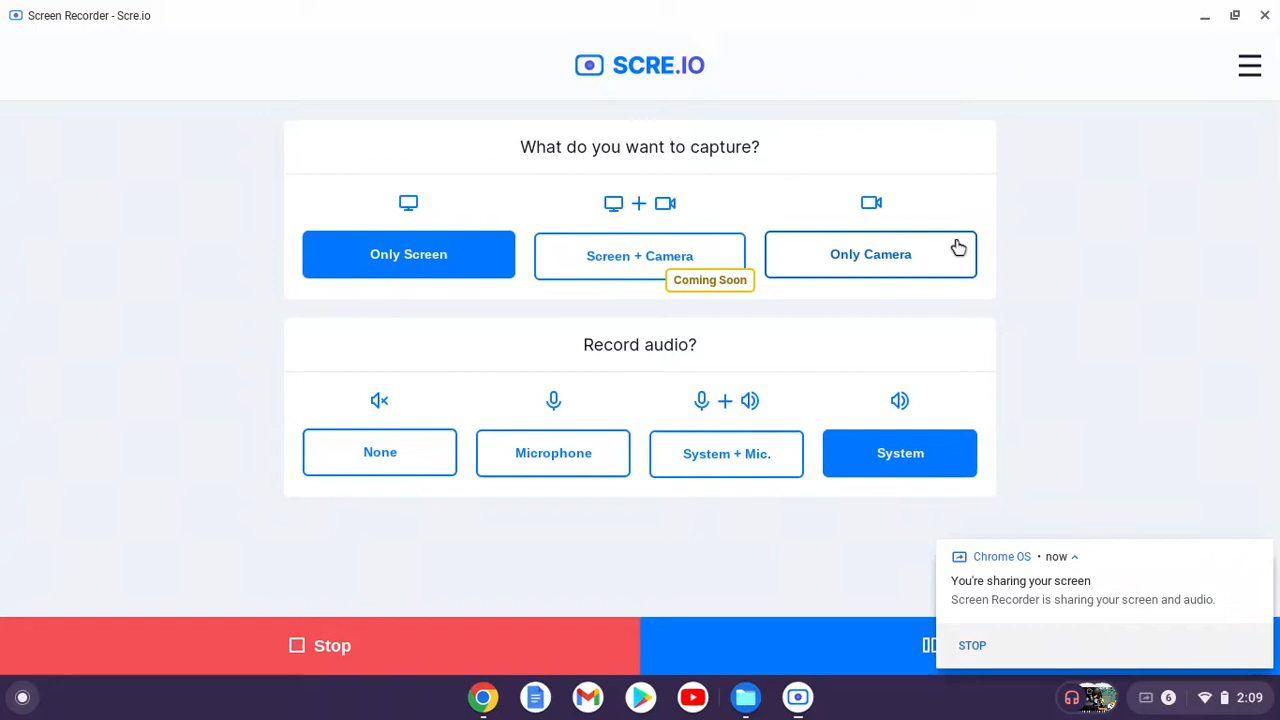 Screen Recorder - Scre.io
SCRE.IO
What do you want to capture?
Only Screen
Screen + Camera
Only Camera
Coming Soon
Record audio?
None
Microphone
System + Mic.
System
Chrome OS • now
You're sharing your screen
Screen Recorder is sharing your screen and audio.
STOP
Stop
6
2:09